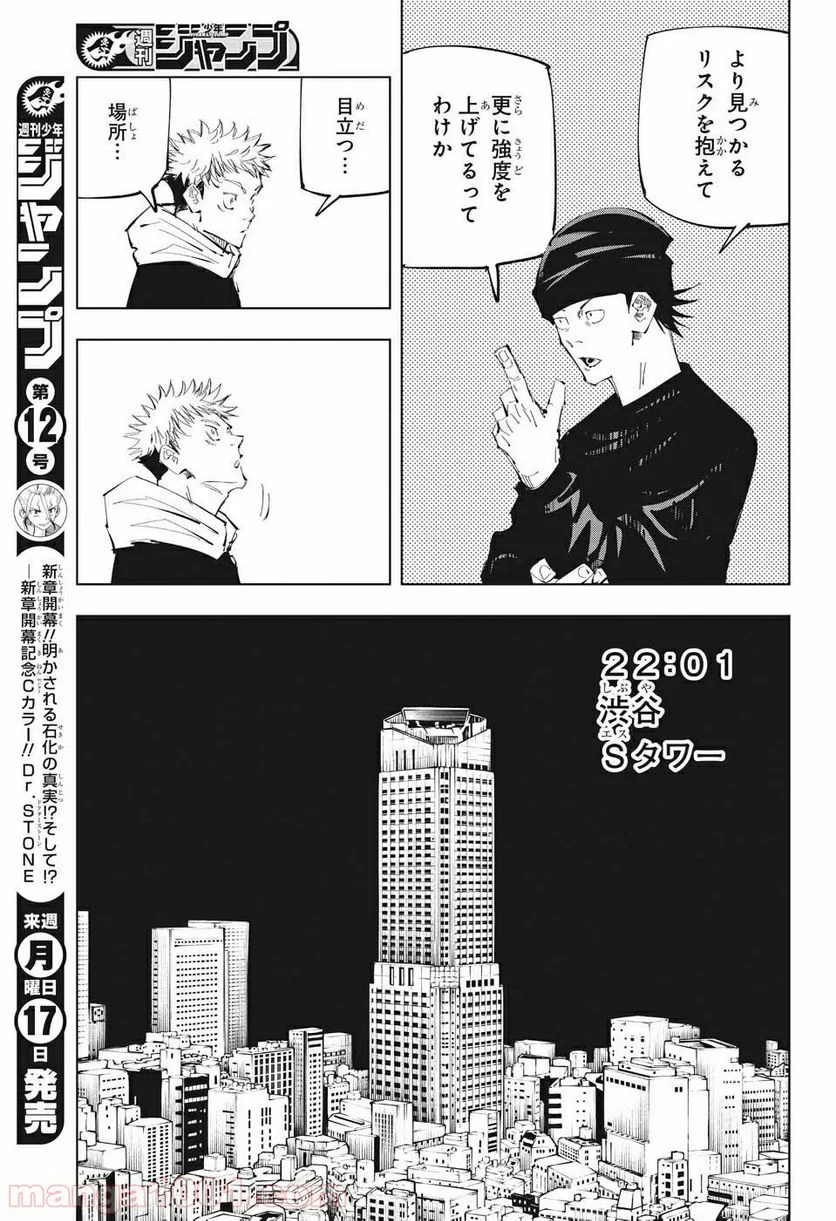 より見つかる
リスクを抱えて
更に強度を
上げてるって
わけか
目立つ…
場所…
22:01
渋谷
Sタワー
週刊少年
ジャンプ
週刊少年
ジャンプ
第
12
号
新章開幕!!明かされる石化の真実!?そして!?
―新章開幕記念Cカラー!! Dr.STONE
来週
月
曜日
17
日
発売